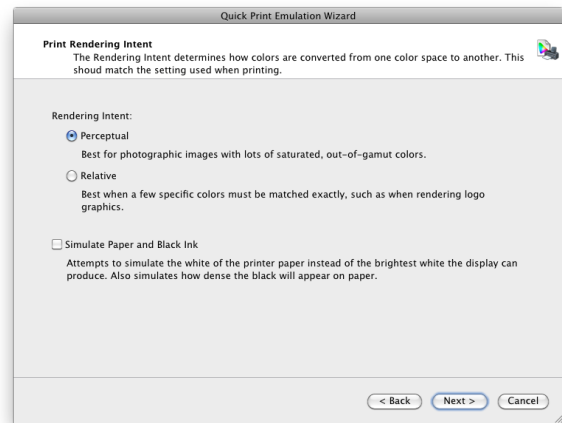 Quick Print Emulation Wizard
Print Rendering Intent
The Rendering Intent determines how colors are converted from one color space to another. This
shoud match the setting used when printing.
Rendering Intent:
Perceptual
Best for photographic images with lots of saturated, out-of-gamut colors.
Relative
Best when a few specific colors must be matched exactly, such as when rendering logo
graphics.
Simulate Paper and Black Ink
Attempts to simulate the white of the printer paper instead of the brightest white the display can
produce. Also simulates how dense the black will appear on paper.
< Back Next > Cancel